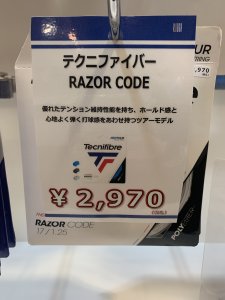 テクニファイバー
RAZOR CODE
優れたテンション維持性能を持ち、ホールド感と
心地よく弾く打球感をあわせ持つツアーモデル
Tecnifibre
¥2,970
RAZOR CODE
17/1.25